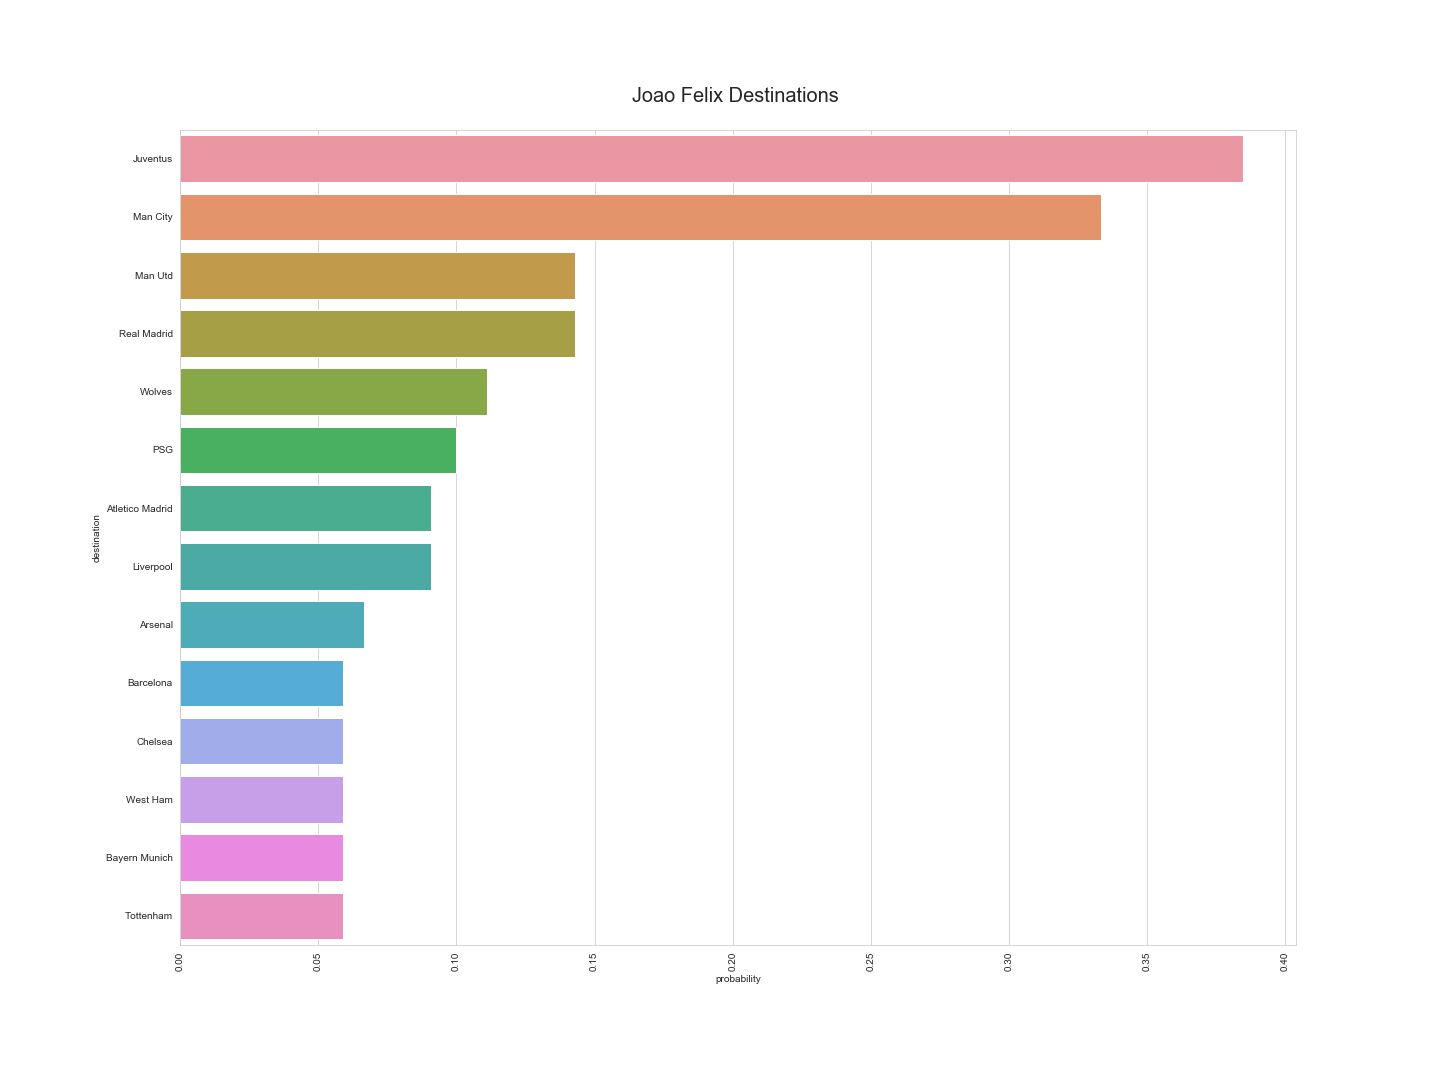 Joao Felix Destinations
Juventus
Man City
Man Utd
Real Madrid
Wolves
PSG
Atletico Madrid
Liverpool
Arsenal
Barcelona
Chelsea
West Ham
Bayern Munich
Tottenham
destination
0.00
0.05
0.10
0.15
0.20
0.25
0.30
0.35
0.40
probability